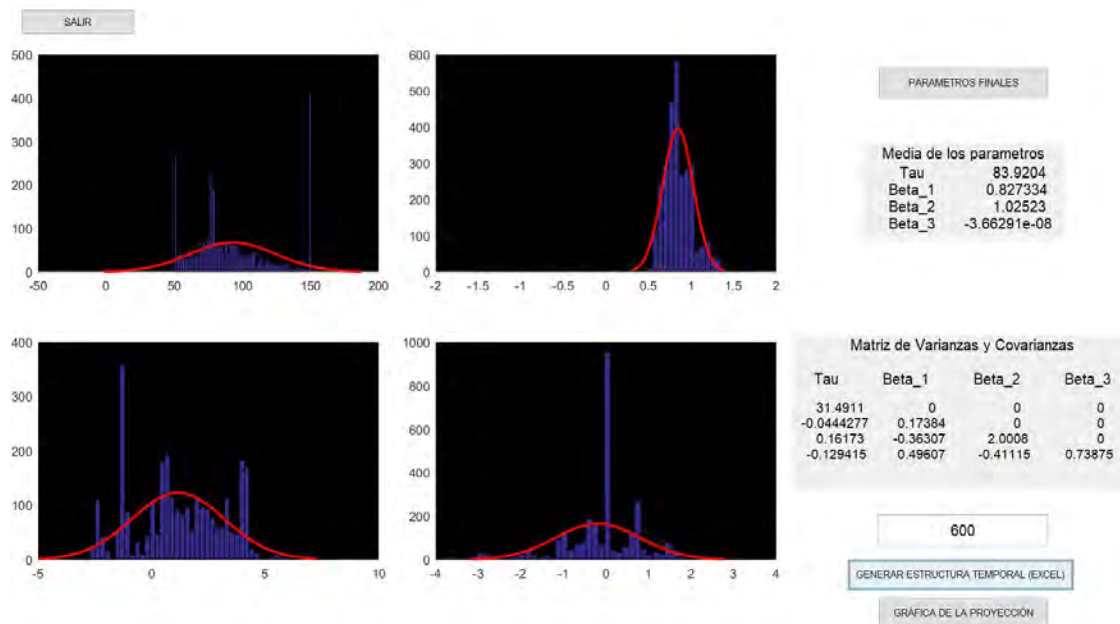 SALIR
500
400
300
200
100
0
-50 0 50 100 150 200
600
500
400
300
200
100
0
-2 -1.5 -1 -0.5 0 0.5 1 1.5 2
PARAMETROS FINALES
Media de los parametros
Tau 83.9204
Beta_1 0.827334
Beta_2 1.02523
Beta_3 -3.66291e-08
400
300
200
100
0
-5 0 5 10
1000
800
600
400
200
0
-4 -3 -2 -1 0 1 2 3 4
Matriz de Varianzas y Covarianzas
Tau Beta_1 Beta_2 Beta_3
31.4911 0 0 0
-0.0444277 0.17384 0 0
0.16173 -0.36307 2.0008 0
-0.129415 0.49607 -0.41115 0.73875
600
GENERAR ESTRUCTURA TEMPORAL (EXCEL)
GRÁFICA DE LA PROYECCIÓN